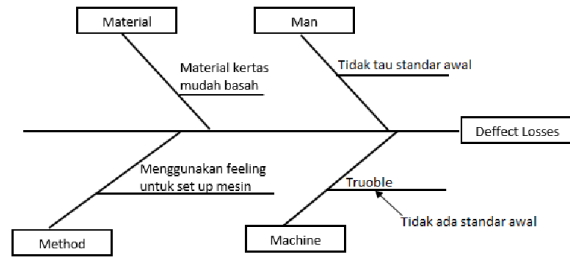 Material
Man
Material kertas
mudah basah
Tidak tau standar awal
Deffect Losses
Menggunakan feeling
untuk set up mesin
Truoble
Tidak ada standar awal
Method
Machine